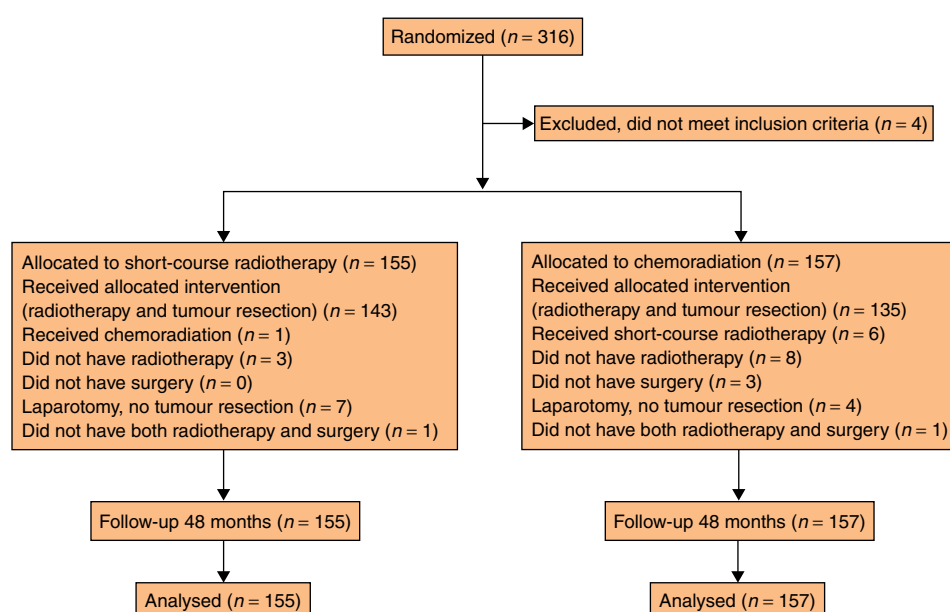 Randomized (n = 316)
Excluded, did not meet inclusion criteria (n = 4)
Allocated to short-course radiotherapy (n = 155)
Received allocated intervention
(radiotherapy and tumour resection) (n = 143)
Received chemoradiation (n = 1)
Did not have radiotherapy (n = 3)
Did not have surgery (n = 0)
Laparotomy, no tumour resection (n = 7)
Did not have both radiotherapy and surgery (n = 1)
Allocated to chemoradiation (n = 157)
Received allocated intervention
(radiotherapy and tumour resection) (n = 135)
Received short-course radiotherapy (n = 6)
Did not have radiotherapy (n = 8)
Did not have surgery (n = 3)
Laparotomy, no tumour resection (n = 4)
Did not have both radiotherapy and surgery (n = 1)
Follow-up 48 months (n = 155)
Follow-up 48 months (n = 157)
Analysed (n = 155)
Analysed (n = 157)